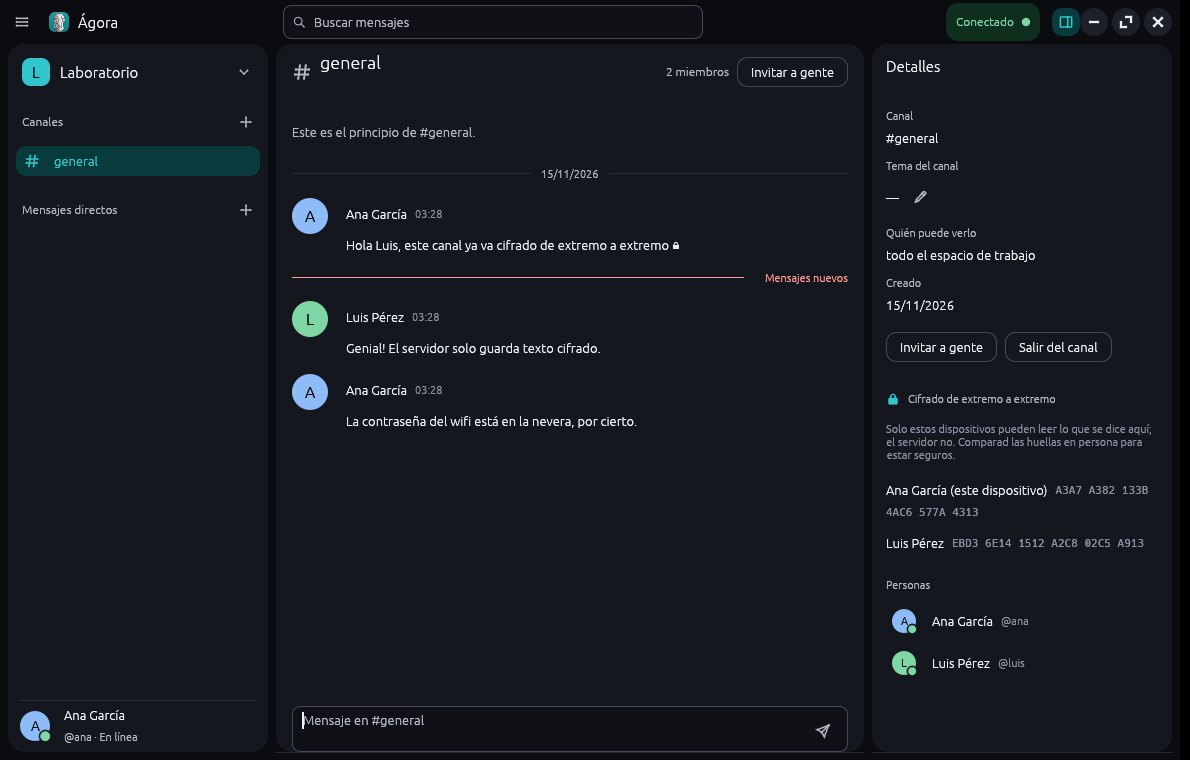 Ágora
Buscar mensajes
Conectado
L
Laboratorio
Canales
# general
Mensajes directos
A
Ana García
@ana · En línea
# general
2 miembros
Invitar a gente
Este es el principio de #general.
15/11/2026
A
Ana García 03:28
Hola Luis, este canal ya va cifrado de extremo a extremo
Mensajes nuevos
L
Luis Pérez 03:28
Genial! El servidor solo guarda texto cifrado.
A
Ana García 03:28
La contraseña del wifi está en la nevera, por cierto.
Mensaje en #general
Detalles
Canal
#general
Tema del canal
—
Quién puede verlo
todo el espacio de trabajo
Creado
15/11/2026
Invitar a gente
Salir del canal
Cifrado de extremo a extremo
Solo estos dispositivos pueden leer lo que se dice aquí;
el servidor no. Comparad las huellas en persona para
estar seguros.
Ana García (este dispositivo) A3A7 A382 133B
4AC6 577A 4313
Luis Pérez EBD3 6E14 1512 A2C8 02C5 A913
Personas
A
Ana García @ana
L
Luis Pérez @luis